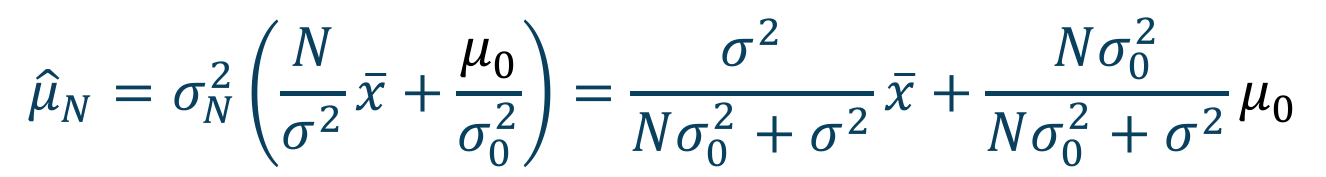 μ̂_N = σ_N^2 ( N/σ^2 x̄ + μ_0/σ_0^2 ) = σ^2/(Nσ_0^2 + σ^2) x̄ + Nσ_0^2/(Nσ_0^2 + σ^2) μ_0